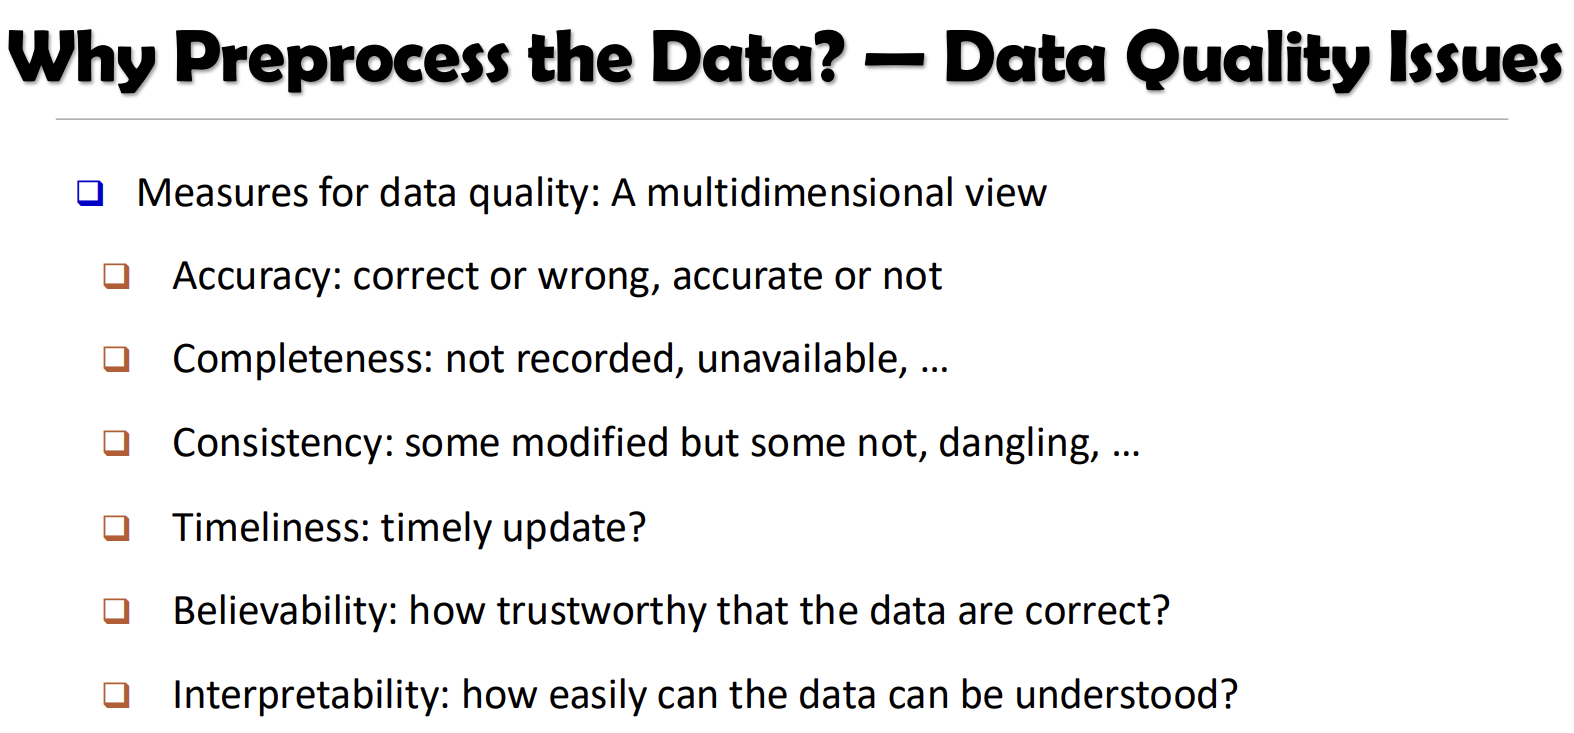 Why Preprocess the Data? — Data Quality Issues
Measures for data quality: A multidimensional view
Accuracy: correct or wrong, accurate or not
Completeness: not recorded, unavailable, …
Consistency: some modified but some not, dangling, …
Timeliness: timely update?
Believability: how trustworthy that the data are correct?
Interpretability: how easily can the data can be understood?